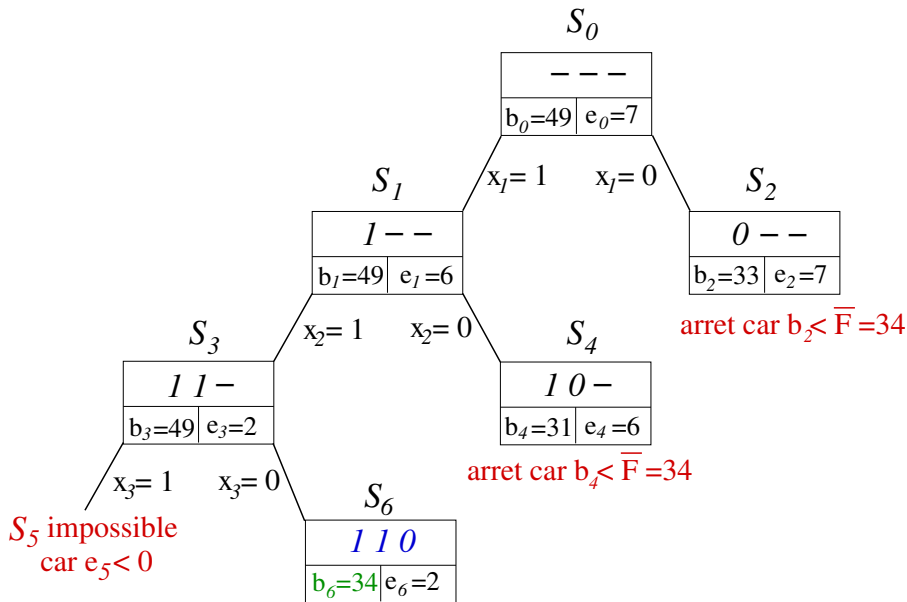 S₀
– – –
b₀=49 e₀=7
x₁= 1 x₁= 0
S₁ S₂
1 – – 0 – –
b₁=49 e₁=6 b₂=33 e₂=7
x₂= 1 x₂= 0 arret car b₂< F̅ =34
S₃ S₄
1 1 – 1 0 –
b₃=49 e₃=2 b₄=31 e₄=6
x₃= 1 x₃= 0 arret car b₄< F̅ =34
S₅ impossible S₆
car e₅< 0 1 1 0
b₆=34 e₆=2